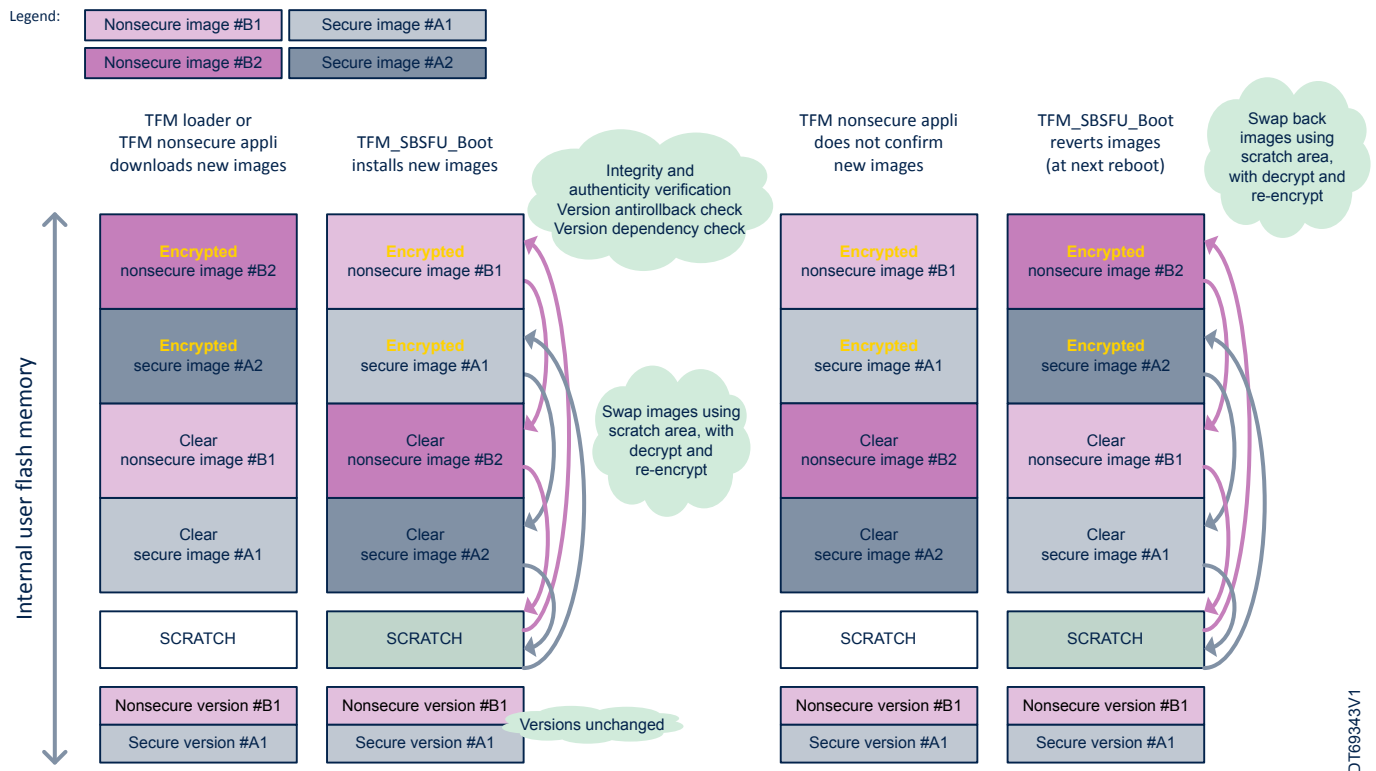 Legend:
Nonsecure image #B1
Secure image #A1
Nonsecure image #B2
Secure image #A2
TFM loader or
TFM nonsecure appli
downloads new images
TFM_SBSFU_Boot
installs new images
Integrity and
authenticity verification
Version antirollback check
Version dependency check
TFM nonsecure appli
does not confirm
new images
TFM_SBSFU_Boot
reverts images
(at next reboot)
Swap back
images using
scratch area,
with decrypt and
re-encrypt
Internal user flash memory
Encrypted
nonsecure image #B2
Encrypted
secure image #A2
Clear
nonsecure image #B1
Clear
secure image #A1
SCRATCH
Nonsecure version #B1
Secure version #A1
Encrypted
nonsecure image #B1
Encrypted
secure image #A1
Clear
nonsecure image #B2
Clear
secure image #A2
SCRATCH
Nonsecure version #B1
Secure version #A1
Swap images using
scratch area, with
decrypt and
re-encrypt
Versions unchanged
Encrypted
nonsecure image #B1
Encrypted
secure image #A1
Clear
nonsecure image #B2
Clear
secure image #A2
SCRATCH
Nonsecure version #B1
Secure version #A1
Encrypted
nonsecure image #B2
Encrypted
secure image #A2
Clear
nonsecure image #B1
Clear
secure image #A1
SCRATCH
Nonsecure version #B1
Secure version #A1
DT69343V1